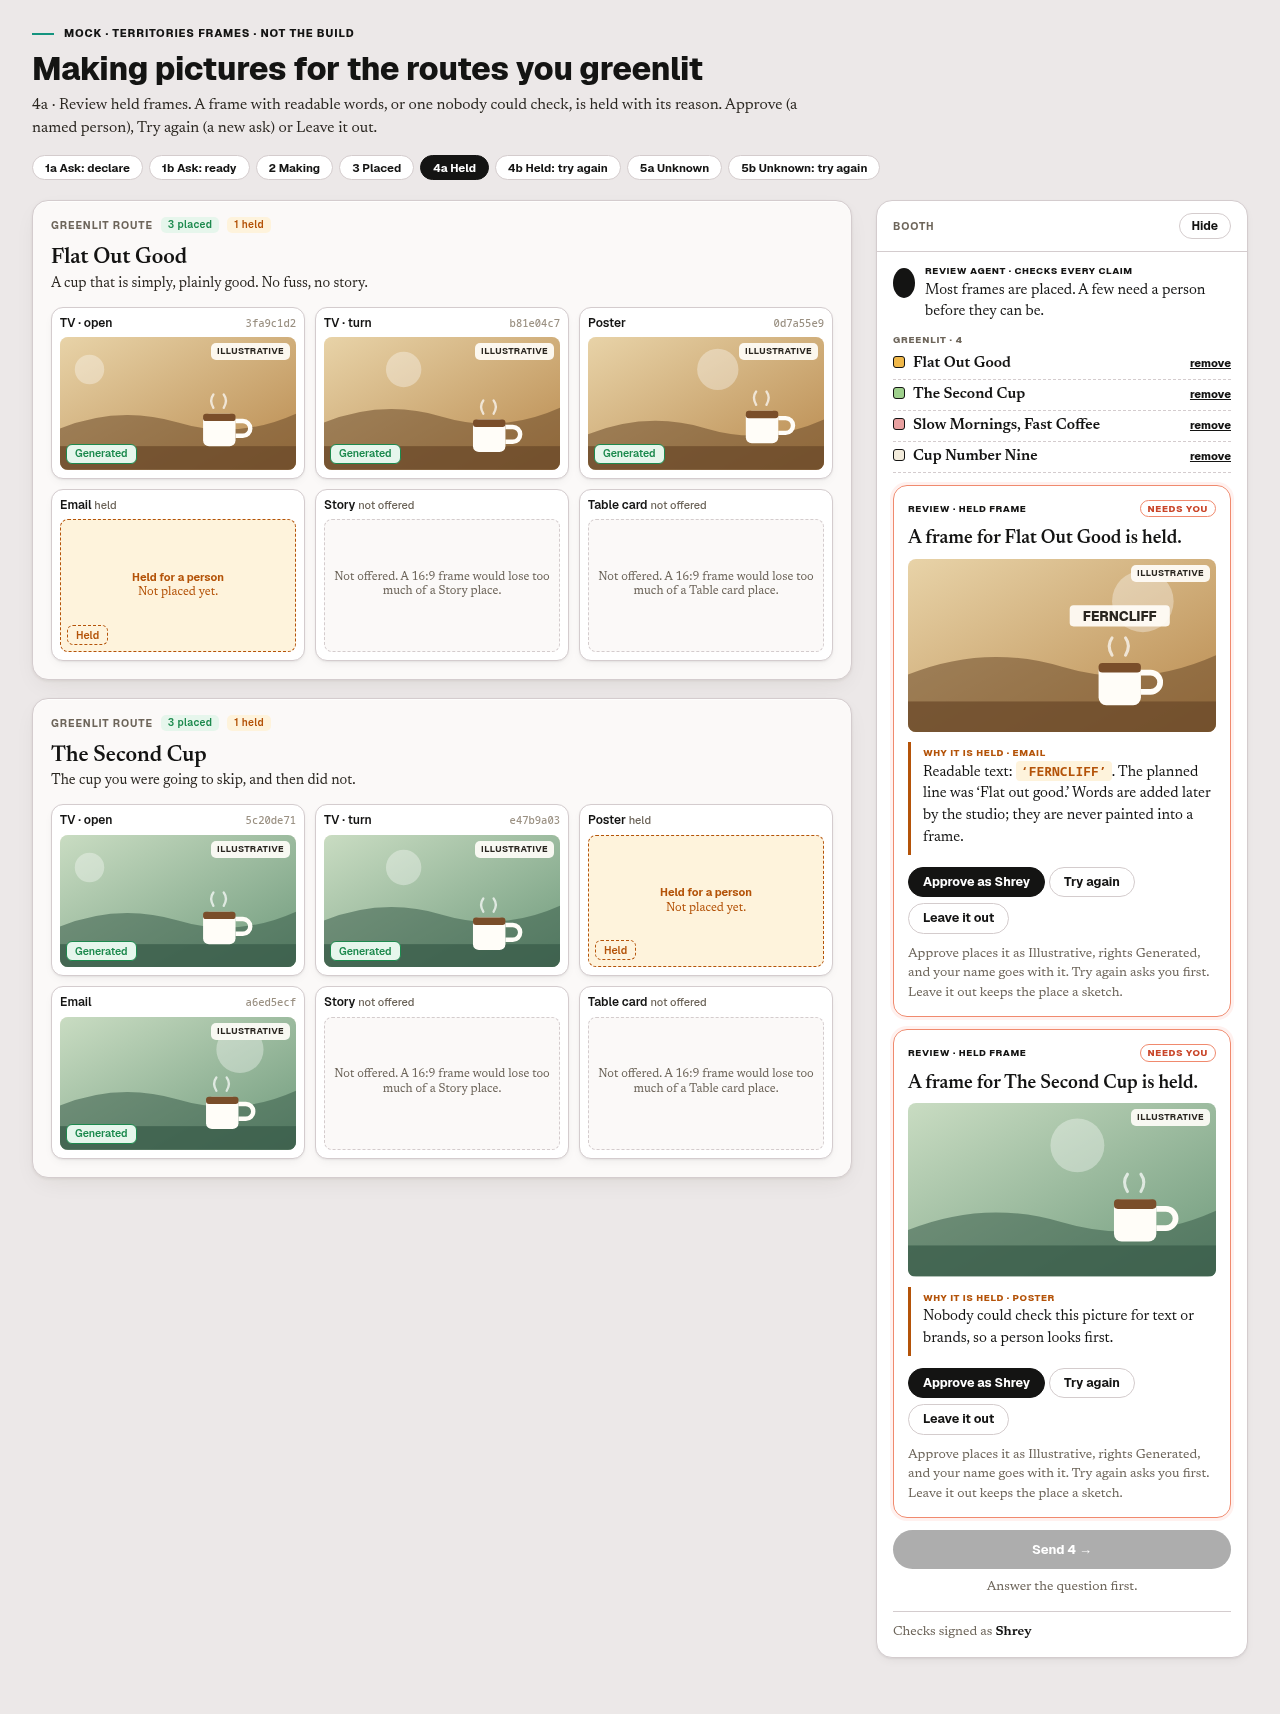 MOCK · TERRITORIES FRAMES · NOT THE BUILD
Making pictures for the routes you greenlit
4a · Review held frames. A frame with readable words, or one nobody could check, is held with its reason. Approve (a
named person), Try again (a new ask) or Leave it out.
1a Ask: declare
1b Ask: ready
2 Making
3 Placed
4a Held
4b Held: try again
5a Unknown
5b Unknown: try again
GREENLIT ROUTE 3 placed 1 held
Flat Out Good
A cup that is simply, plainly good. No fuss, no story.
TV · open 3fa9c1d2
ILLUSTRATIVE
Generated
TV · turn b81e04c7
ILLUSTRATIVE
Generated
Poster 0d7a55e9
ILLUSTRATIVE
Generated
Email held
Held for a person
Not placed yet.
Held
Story not offered
Not offered. A 16:9 frame would lose too
much of a Story place.
Table card not offered
Not offered. A 16:9 frame would lose too
much of a Table card place.
GREENLIT ROUTE 3 placed 1 held
The Second Cup
The cup you were going to skip, and then did not.
TV · open 5c20de71
ILLUSTRATIVE
Generated
TV · turn e47b9a03
ILLUSTRATIVE
Generated
Poster held
Held for a person
Not placed yet.
Held
Email a6ed5ecf
ILLUSTRATIVE
Generated
Story not offered
Not offered. A 16:9 frame would lose too
much of a Story place.
Table card not offered
Not offered. A 16:9 frame would lose too
much of a Table card place.
BOOTH Hide
REVIEW AGENT · CHECKS EVERY CLAIM
Most frames are placed. A few need a person
before they can be.
GREENLIT · 4
Flat Out Good remove
The Second Cup remove
Slow Mornings, Fast Coffee remove
Cup Number Nine remove
REVIEW · HELD FRAME NEEDS YOU
A frame for Flat Out Good is held.
ILLUSTRATIVE
FERNCLIFF
WHY IT IS HELD · EMAIL
Readable text: ‘FERNCLIFF’. The planned
line was ‘Flat out good.’ Words are added later
by the studio; they are never painted into a
frame.
Approve as Shrey
Try again
Leave it out
Approve places it as Illustrative, rights Generated,
and your name goes with it. Try again asks you first.
Leave it out keeps the place a sketch.
REVIEW · HELD FRAME NEEDS YOU
A frame for The Second Cup is held.
ILLUSTRATIVE
WHY IT IS HELD · POSTER
Nobody could check this picture for text or
brands, so a person looks first.
Approve as Shrey
Try again
Leave it out
Approve places it as Illustrative, rights Generated,
and your name goes with it. Try again asks you first.
Leave it out keeps the place a sketch.
Send 4 →
Answer the question first.
Checks signed as Shrey